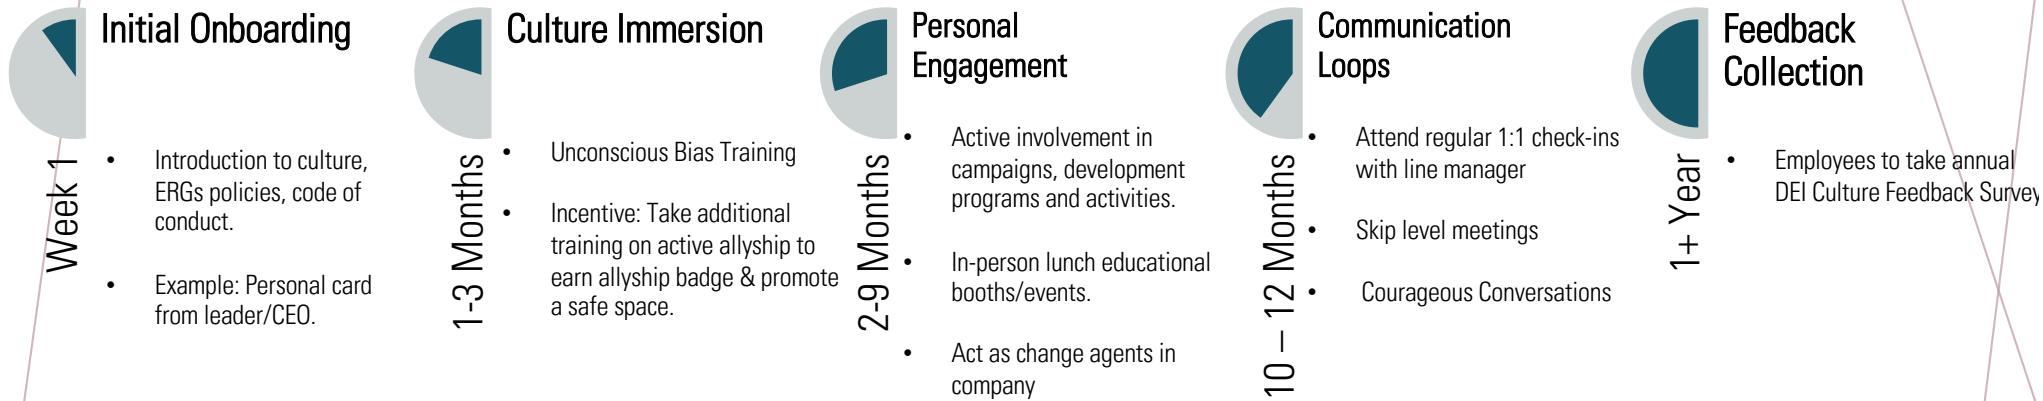 Initial Onboarding
Week 1
• Introduction to culture,
ERGs policies, code of
conduct.
• Example: Personal card
from leader/CEO.
Culture Immersion
1-3 Months
• Unconscious Bias Training
• Incentive: Take additional
training on active allyship to
earn allyship badge & promote
a safe space.
Personal
Engagement
2-9 Months
• Active involvement in
campaigns, development
programs and activities.
• In-person lunch educational
booths/events.
• Act as change agents in
company
Communication
Loops
10 – 12 Months
• Attend regular 1:1 check-ins
with line manager
• Skip level meetings
• Courageous Conversations
Feedback
Collection
1+ Year
• Employees to take annual
DEI Culture Feedback Survey